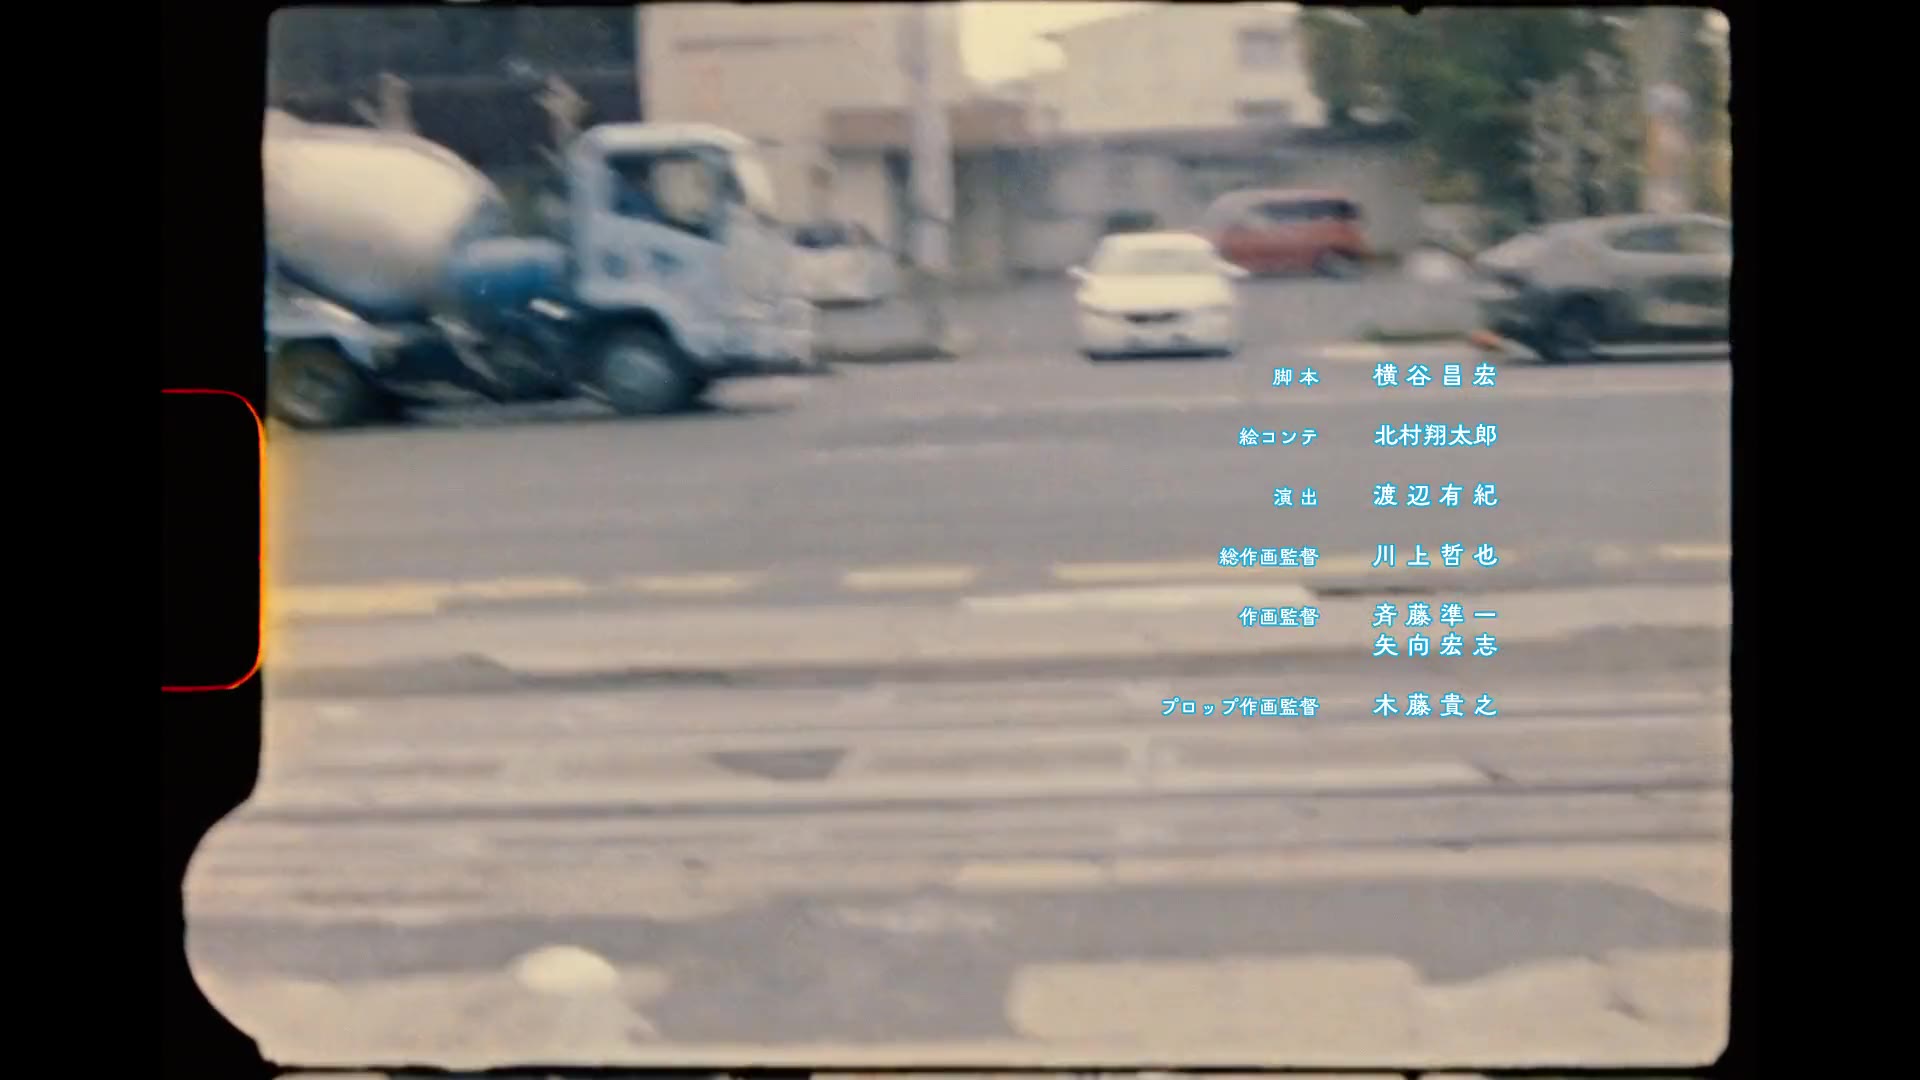 脚本 横谷昌宏
絵コンテ 北村翔太郎
演出 渡辺有紀
総作画監督 川上哲也
作画監督 斉藤準一
矢向宏志
プロップ作画監督 木藤貴之